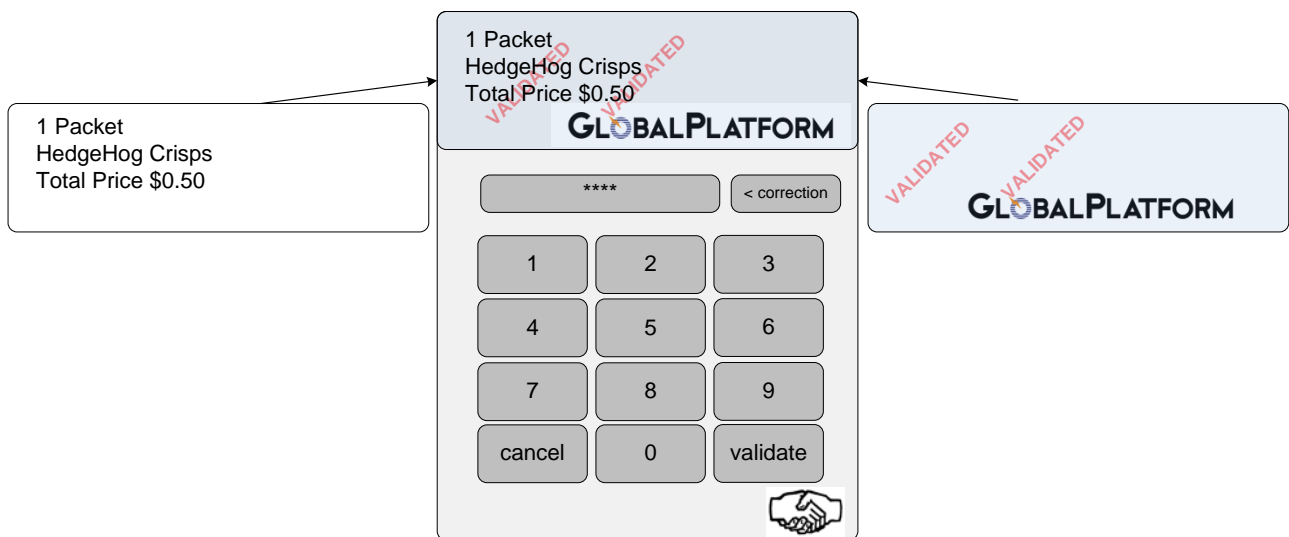 1 Packet
HedgeHog Crisps
Total Price $0.50
VALIDATED
VALIDATED
GLOBALPLATFORM
1 Packet
HedgeHog Crisps
Total Price $0.50
VALIDATED
VALIDATED
GLOBALPLATFORM
****
< correction
1 2 3
4 5 6
7 8 9
cancel 0 validate